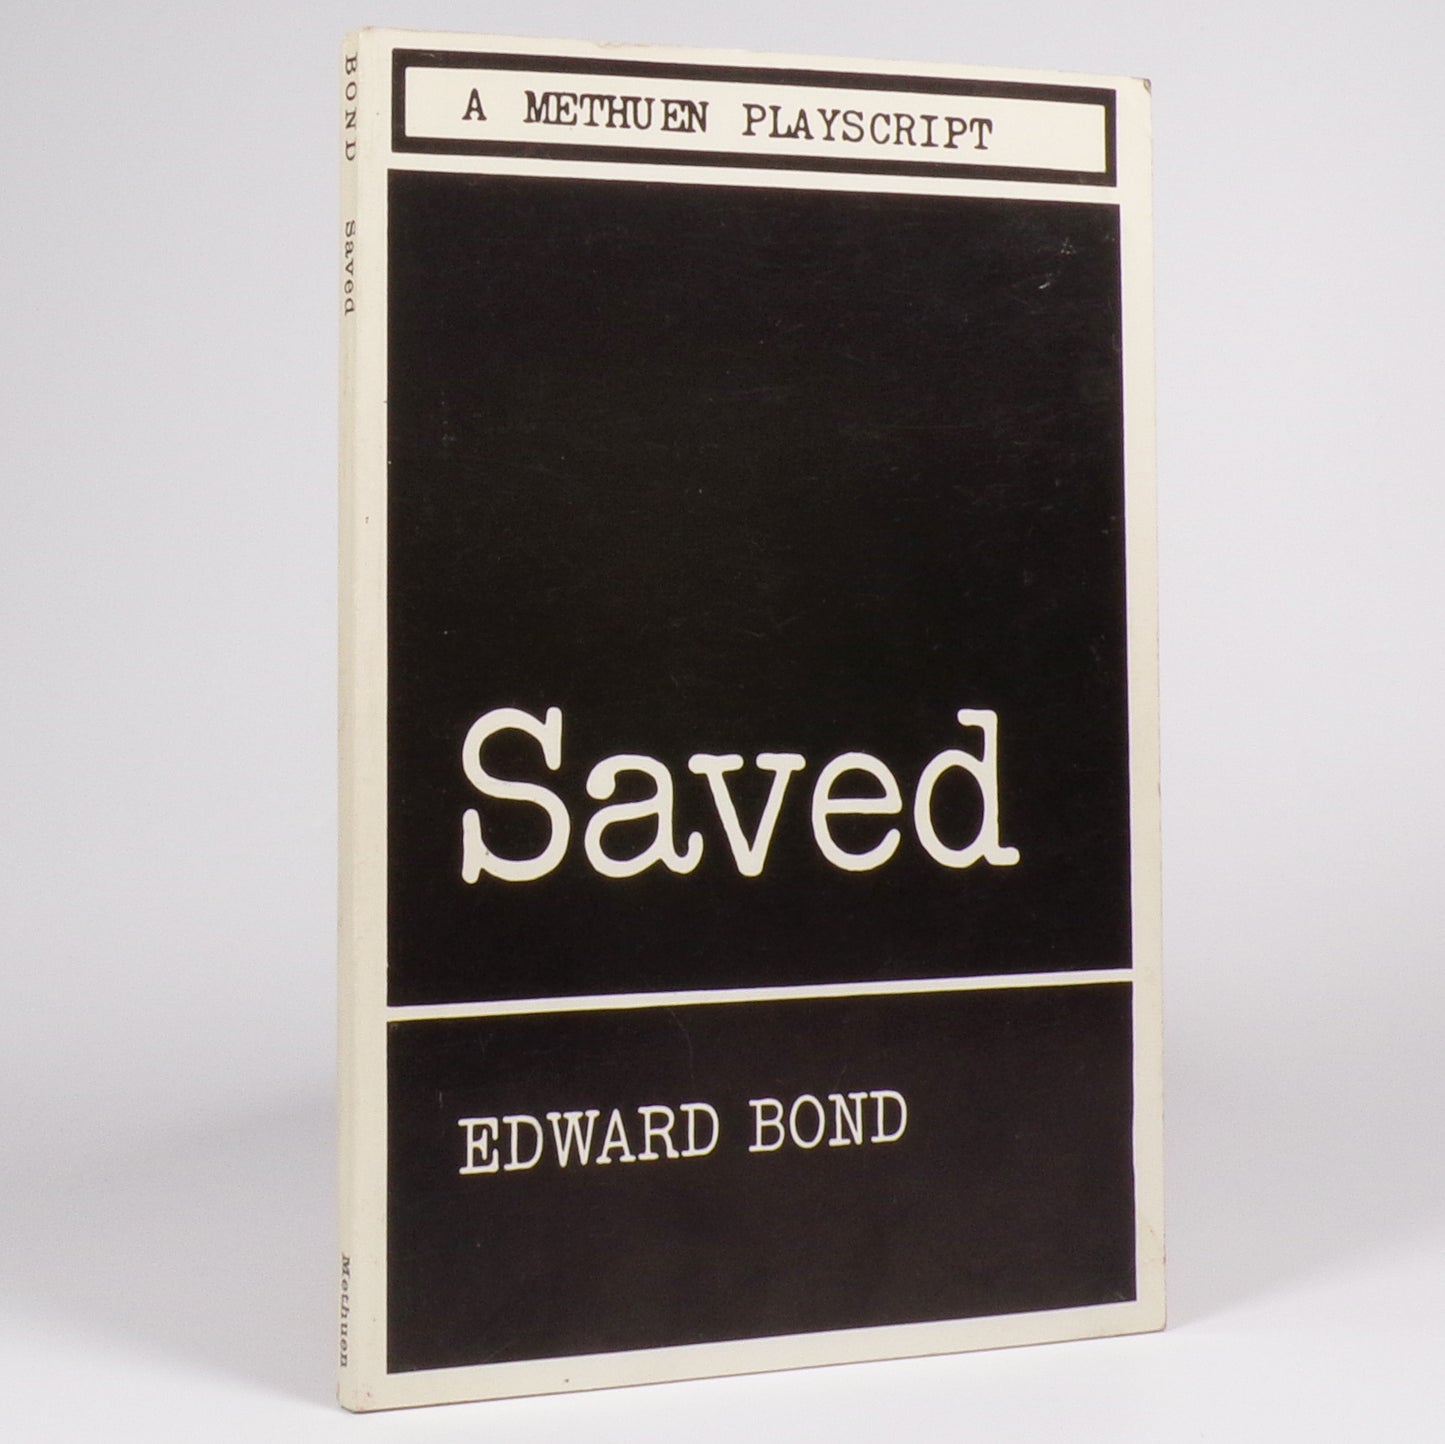 BOND Saved Methuen
A METHUEN PLAYSCRIPT
Saved
EDWARD BOND